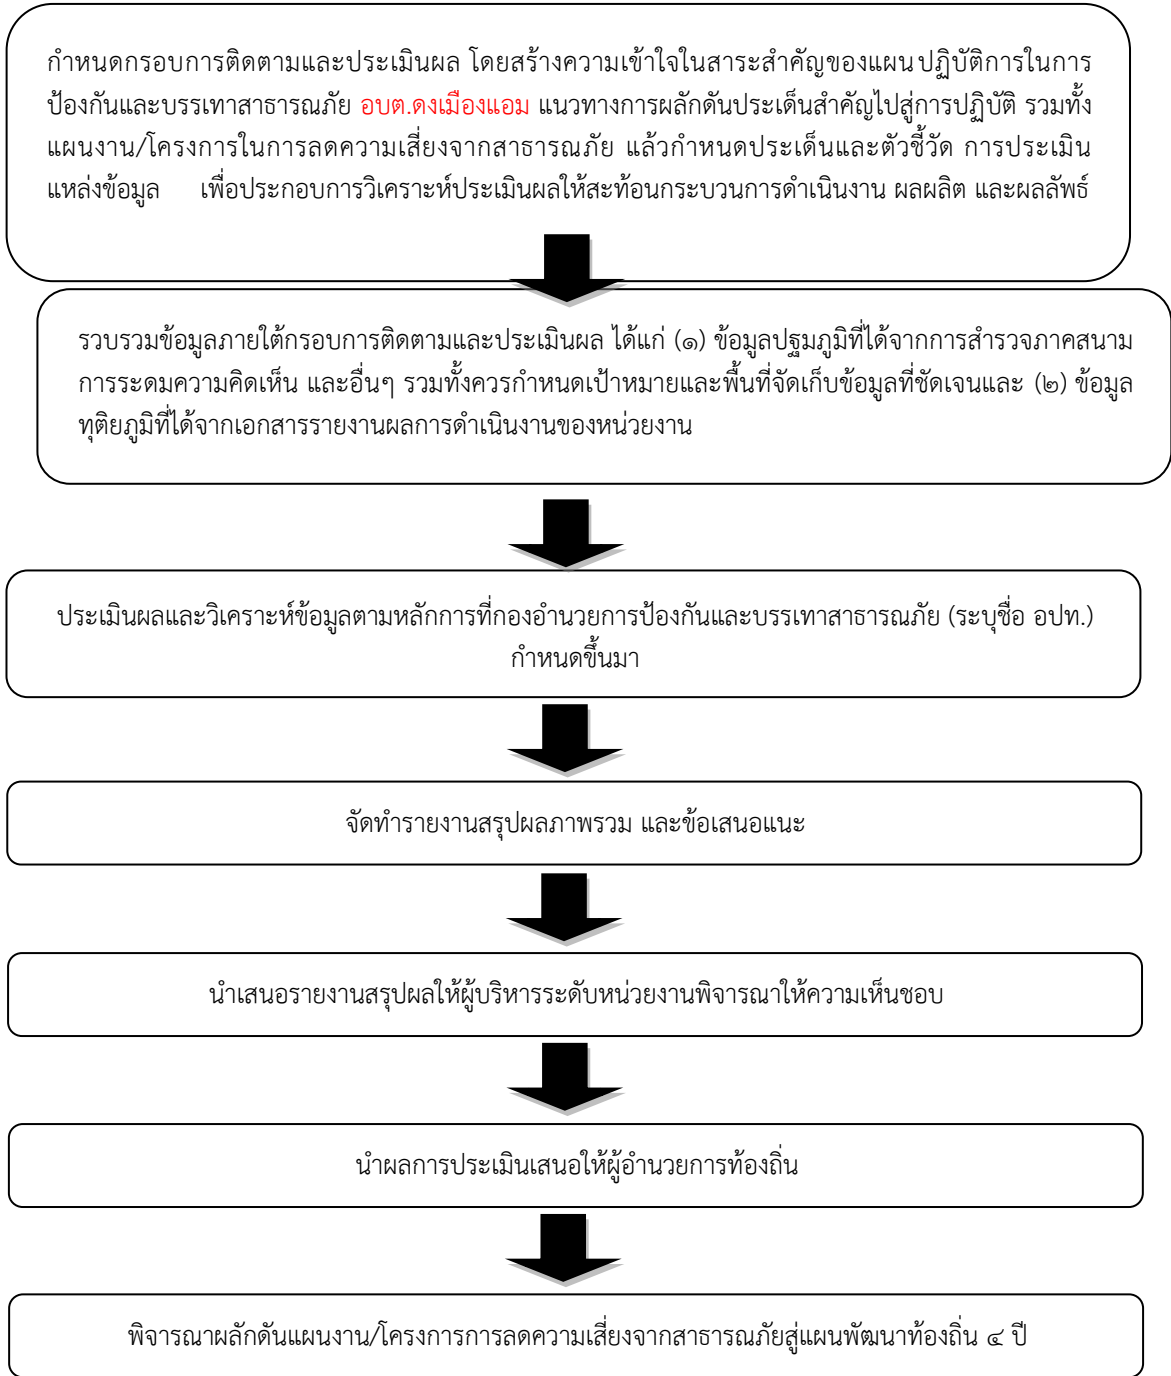 กำหนดกรอบการติดตามและประเมินผล โดยสร้างความเข้าใจในสาระสำคัญของแผนปฏิบัติการในการ
ป้องกันและบรรเทาสาธารณภัย อบต.ดงเมืองแอม แนวทางการผลักดันประเด็นสำคัญไปสู่การปฏิบัติ รวมทั้ง
แผนงาน/โครงการในการลดความเสี่ยงจากสาธารณภัย แล้วกำหนดประเด็นและตัวชี้วัด การประเมิน
แหล่งข้อมูล เพื่อประกอบการวิเคราะห์ประเมินผลให้สะท้อนกระบวนการดำเนินงาน ผลผลิต และผลลัพธ์
รวบรวมข้อมูลภายใต้กรอบการติดตามและประเมินผล ได้แก่ (๑) ข้อมูลปฐมภูมิที่ได้จากการสำรวจภาคสนาม
การระดมความคิดเห็น และอื่นๆ รวมทั้งควรกำหนดเป้าหมายและพื้นที่จัดเก็บข้อมูลที่ชัดเจนและ (๒) ข้อมูล
ทุติยภูมิที่ได้จากเอกสารรายงานผลการดำเนินงานของหน่วยงาน
ประเมินผลและวิเคราะห์ข้อมูลตามหลักการที่กองอำนวยการป้องกันและบรรเทาสาธารณภัย (ระบุชื่อ อปท.)
กำหนดขึ้นมา
จัดทำรายงานสรุปผลภาพรวม และข้อเสนอแนะ
นำเสนอรายงานสรุปผลให้ผู้บริหารระดับหน่วยงานพิจารณาให้ความเห็นชอบ
นำผลการประเมินเสนอให้ผู้อำนวยการท้องถิ่น
พิจารณาผลักดันแผนงาน/โครงการการลดความเสี่ยงจากสาธารณภัยสู่แผนพัฒนาท้องถิ่น ๔ ปี